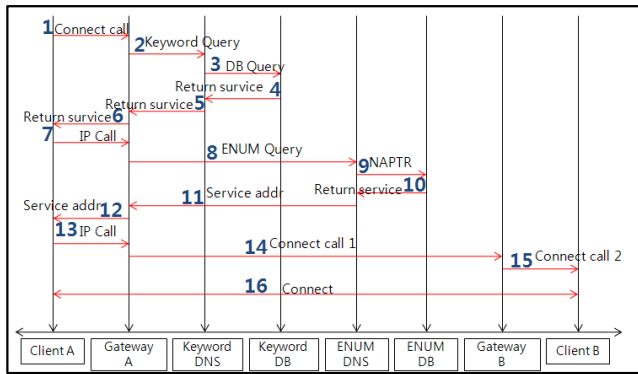 1 Connect call
2 Keyword Query
3 DB Query
Return service 4
Return service 5
Return service 6
7 IP Call
8 ENUM Query
9 NAPTR
Return service 10
11 Service addr
Service addr 12
13 IP Call
14 Connect call 1
15 Connect call 2
16 Connect
Client A
Gateway A
Keyword DNS
Keyword DB
ENUM DNS
ENUM DB
Gateway B
Client B